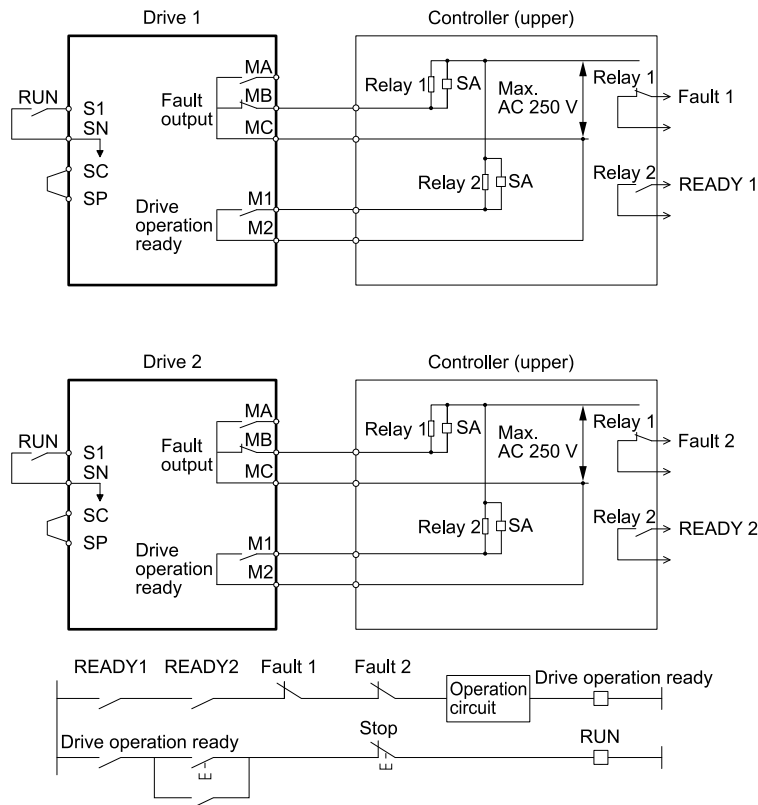 Drive 1
Controller (upper)
RUN
S1
SN
SC
SP
Fault
output
MA
MB
MC
Drive
operation
ready
M1
M2
Relay 1
SA
Max.
AC 250 V
Relay 2
SA
Relay 1
Fault 1
Relay 2
READY 1
Drive 2
Controller (upper)
RUN
S1
SN
SC
SP
Fault
output
MA
MB
MC
Drive
operation
ready
M1
M2
Relay 1
SA
Max.
AC 250 V
Relay 2
SA
Relay 1
Fault 2
Relay 2
READY 2
READY1
READY2
Fault 1
Fault 2
Operation
circuit
Drive operation ready
Drive operation ready
Stop
RUN